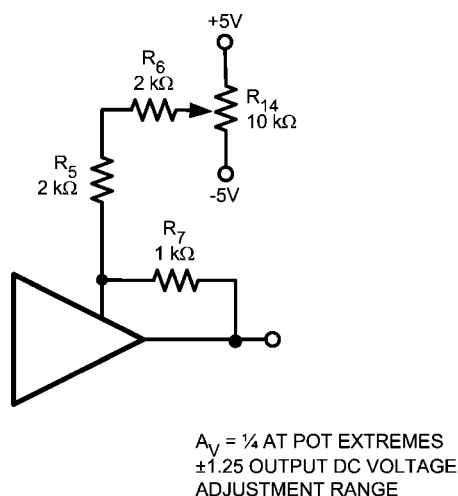 +5V
R6
2 kΩ
R14
10 kΩ
R5
2 kΩ
-5V
R7
1 kΩ
AV = ¼ AT POT EXTREMES
±1.25 OUTPUT DC VOLTAGE
ADJUSTMENT RANGE